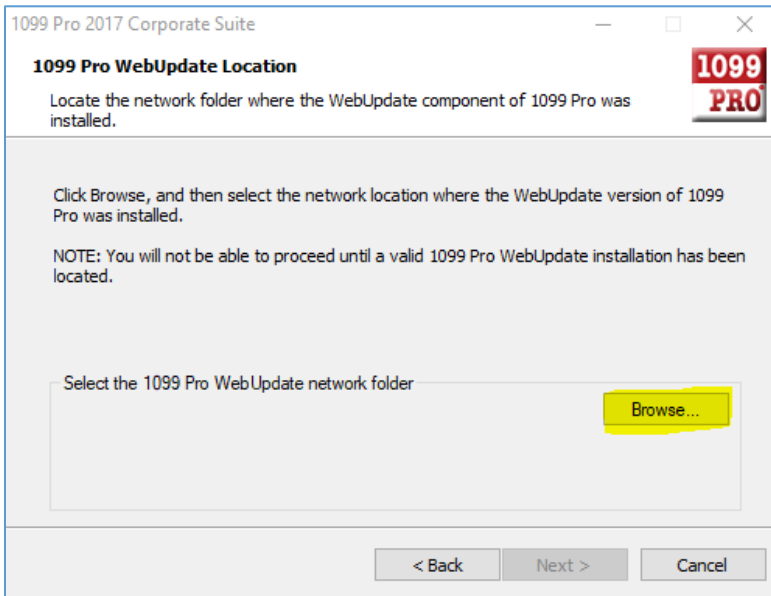 1099 Pro 2017 Corporate Suite
1099 Pro WebUpdate Location
1099
PRO
Locate the network folder where the WebUpdate component of 1099 Pro was
installed.
Click Browse, and then select the network location where the WebUpdate version of 1099
Pro was installed.
NOTE: You will not be able to proceed until a valid 1099 Pro WebUpdate installation has been
located.
Select the 1099 Pro WebUpdate network folder
Browse...
< Back
Next >
Cancel